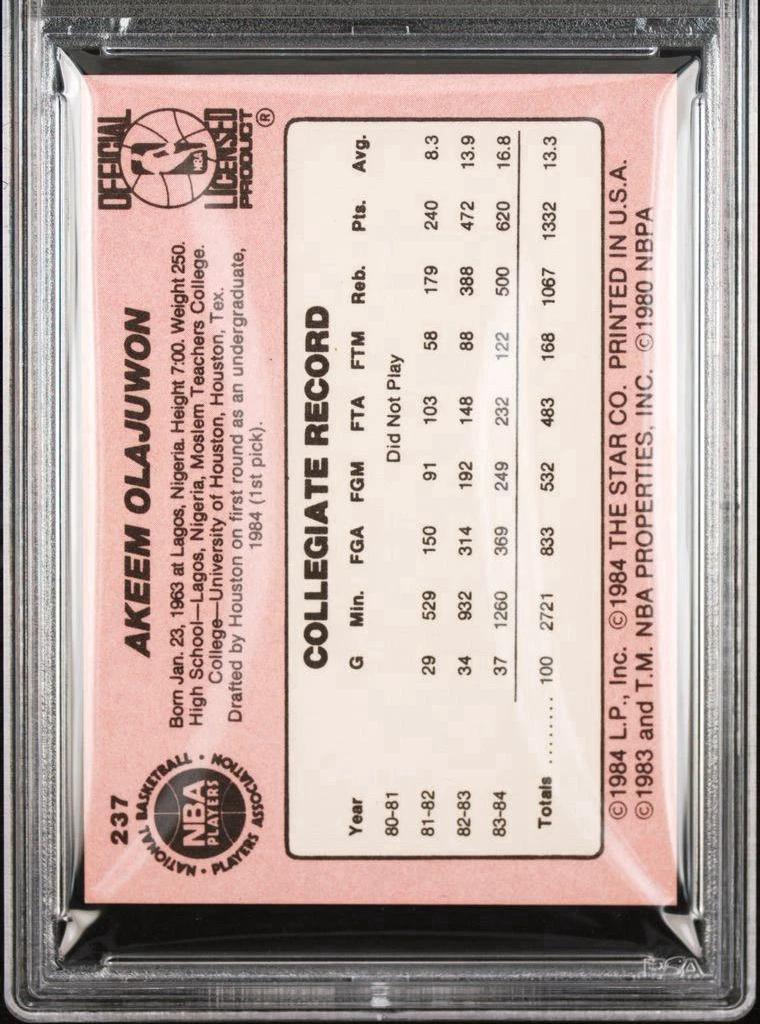 237
NATIONAL BASKETBALL
NBA
PLAYERS
PLAYERS ASSOCIATION
AKEEM OLAJUWON
Born Jan. 23, 1963 at Lagos, Nigeria. Height 7:00. Weight 250.
High School—Lagos, Nigeria, Moslem Teachers College.
College—University of Houston, Houston, Tex.
Drafted by Houston on first round as an undergraduate,
1984 (1st pick).
OFFICIAL
NBA
LICENSED
PRODUCT ®
COLLEGIATE RECORD
Year G Min. FGA FGM FTA FTM Reb. Pts. Avg.
80-81 Did Not Play
81-82 29 529 150 91 103 58 179 240 8.3
82-83 34 932 314 192 148 88 388 472 13.9
83-84 37 1260 369 249 232 122 500 620 16.8
Totals ........ 100 2721 833 532 483 168 1067 1332 13.3
©1984 L.P., Inc. ©1984 THE STAR CO. PRINTED IN U.S.A.
©1983 and T.M. NBA PROPERTIES, INC. ©1980 NBPA
PSA